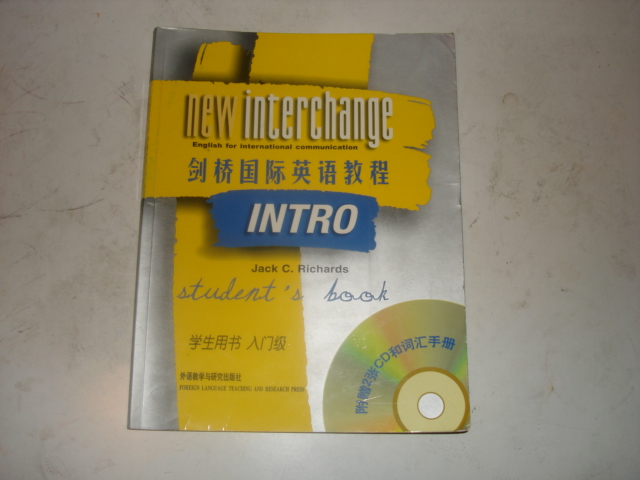 new interchange
English for international communication
剑桥国际英语教程
INTRO
Jack C. Richards
student's book
学生用书 入门级
外语教学与研究出版社
FOREIGN LANGUAGE TEACHING AND RESEARCH PRESS
附赠2张CD和词汇手册